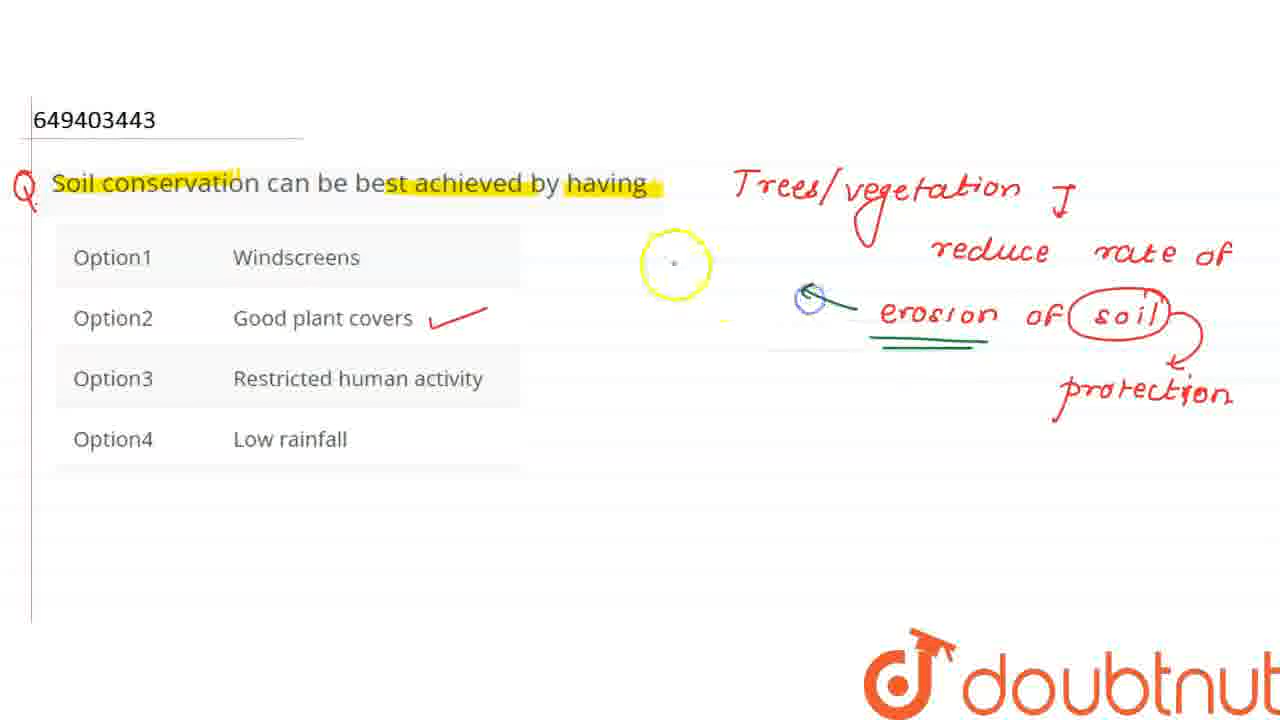 649403443
Q. Soil conservation can be best achieved by having
Option1 Windscreens
Option2 Good plant covers
Option3 Restricted human activity
Option4 Low rainfall
Trees/vegetation
reduce rate of
erosion of soil
protection
doubtnut